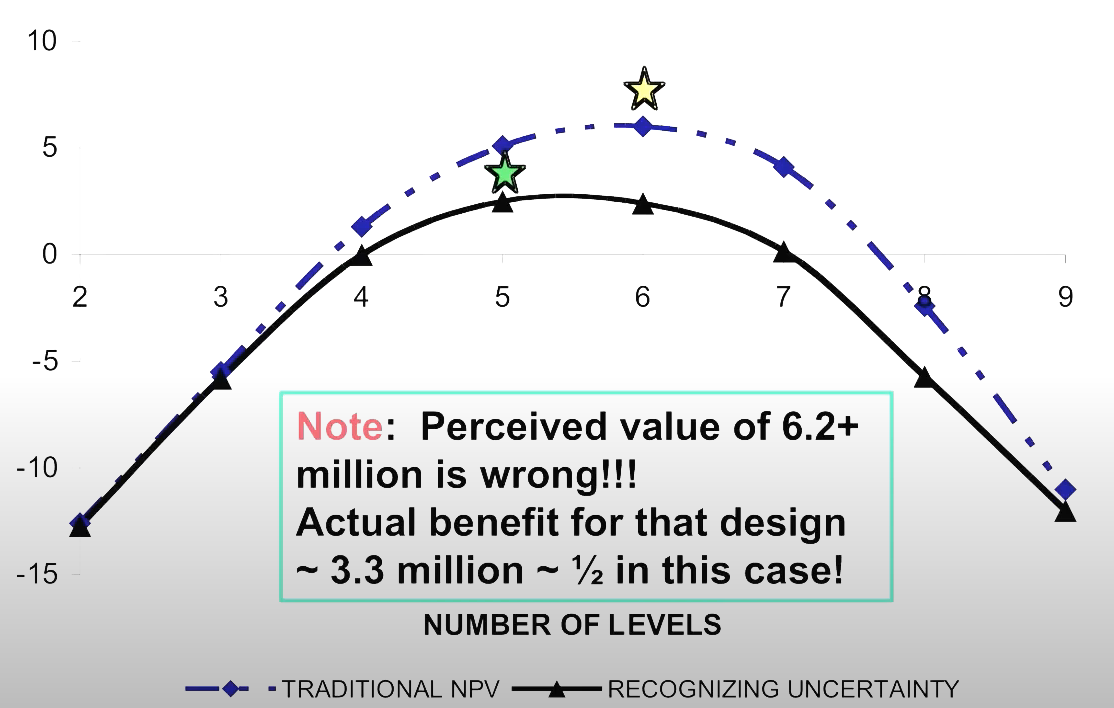 10
5
0
2 3 4 5 6 7 8 9
-5
Note: Perceived value of 6.2+
million is wrong!!!
-10
Actual benefit for that design
~ 3.3 million ~ ½ in this case!
-15
NUMBER OF LEVELS
TRADITIONAL NPV RECOGNIZING UNCERTAINTY